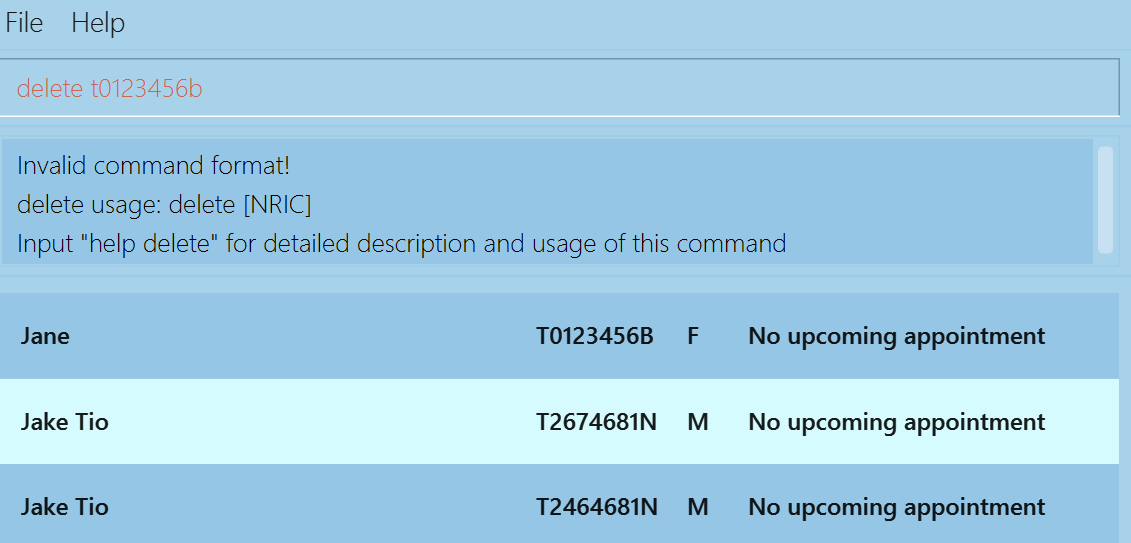 File Help
delete t0123456b
Invalid command format!
delete usage: delete [NRIC]
Input "help delete" for detailed description and usage of this command
Jane T0123456B F No upcoming appointment
Jake Tio T2674681N M No upcoming appointment
Jake Tio T2464681N M No upcoming appointment